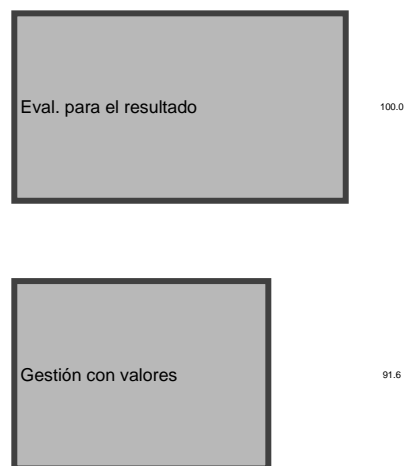 Eval. para el resultado
100.0
Gestión con valores
91.6